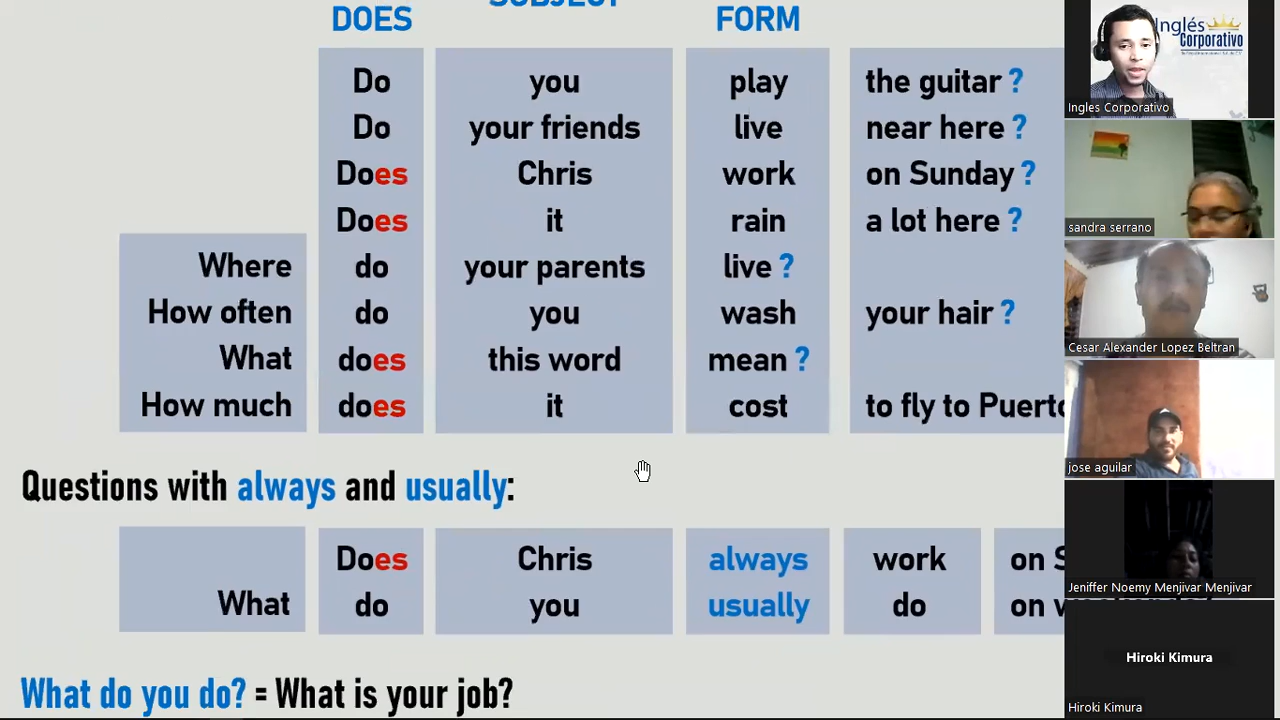 SUBJECT
DOES FORM
Do you play the guitar ?
Do your friends live near here ?
Does Chris work on Sunday ?
Does it rain a lot here ?
Where do your parents live ?
How often do you wash your hair ?
What does this word mean ?
How much does it cost to fly to Puerto
Questions with always and usually:
Does Chris always work on S
What do you usually do on w
What do you do? = What is your job?
Inglés
Corporativo
Ingles Corporativo
sandra serrano
Cesar Alexander Lopez Beltran
jose aguilar
Jeniffer Noemy Menjivar Menjivar
Hiroki Kimura
Hiroki Kimura